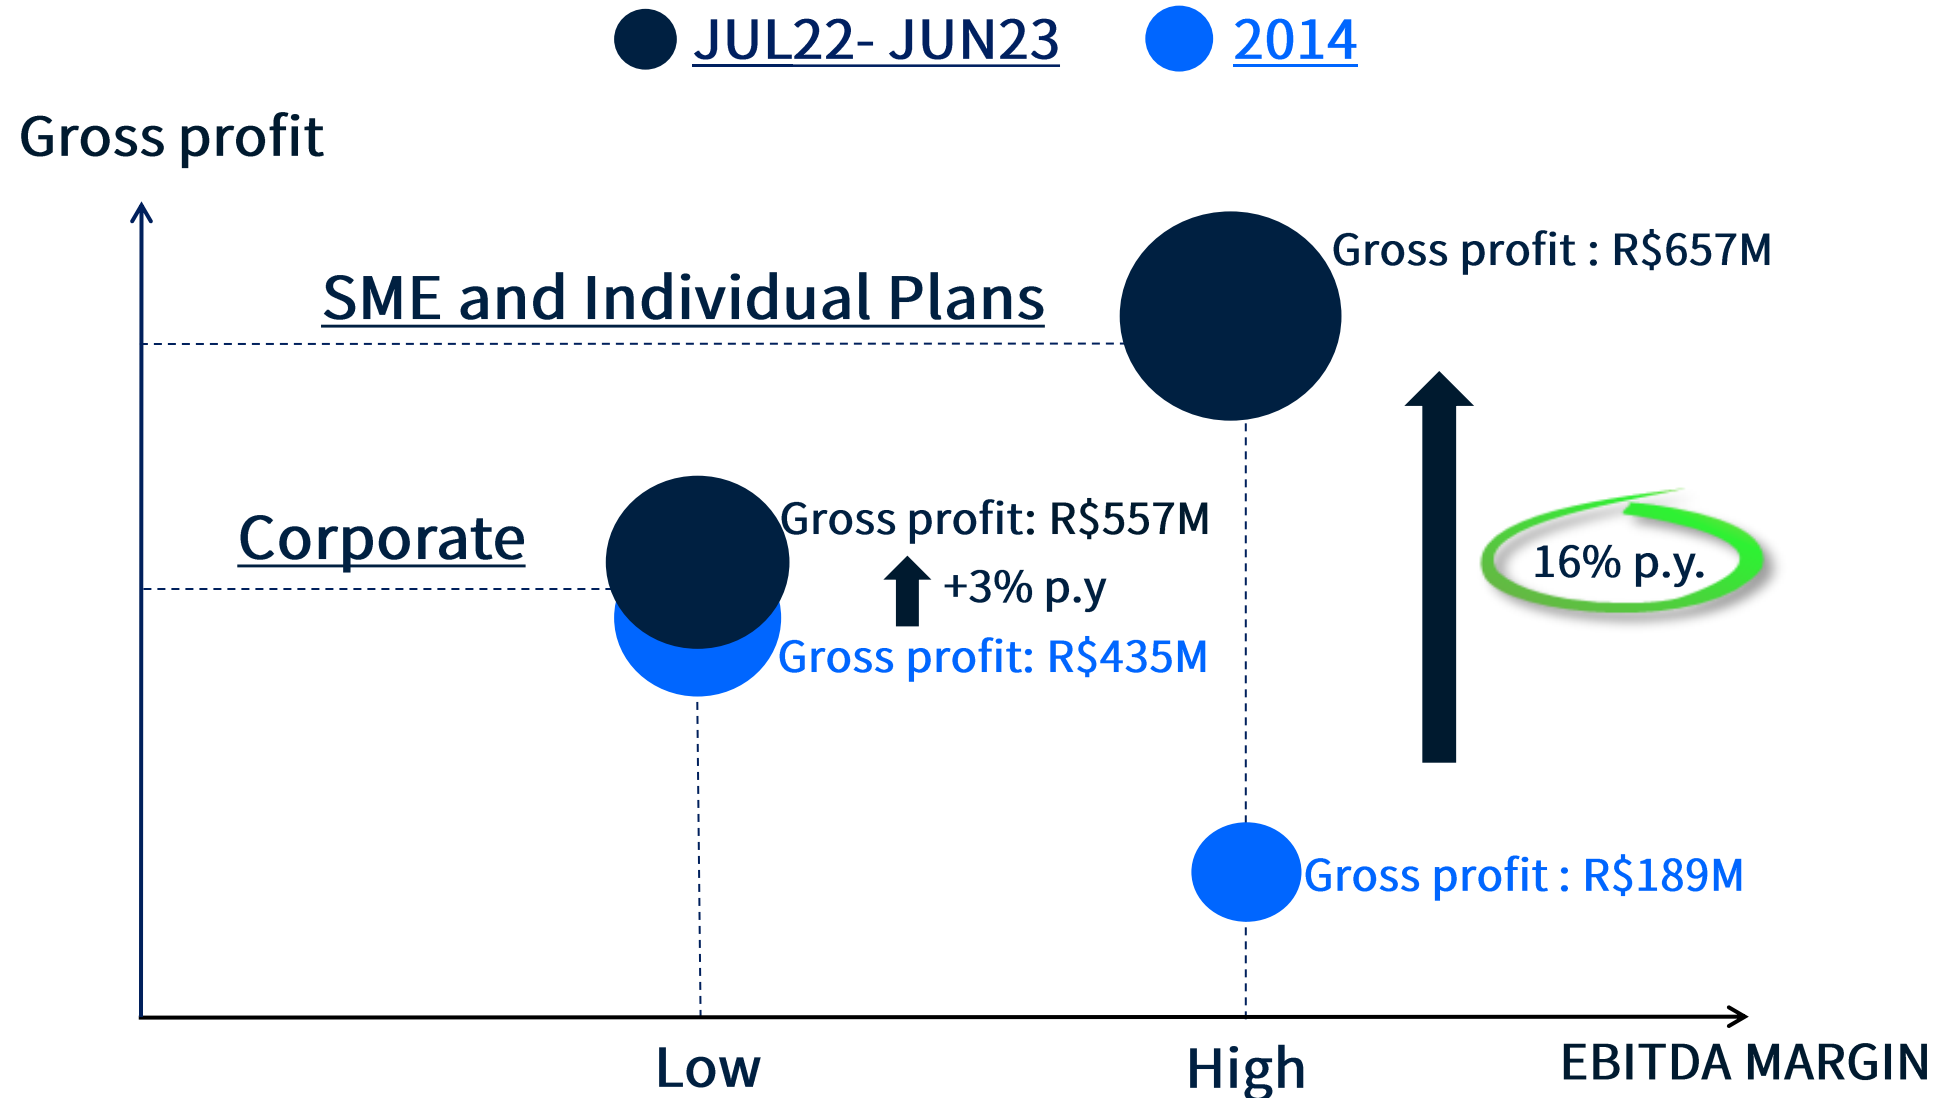 JUL22- JUN23
2014
Gross profit
Gross profit : R$657M
SME and Individual Plans
Gross profit: R$557M
Corporate
16% p.y.
+3% p.y
Gross profit: R$435M
Gross profit : R$189M
Low
High
EBITDA MARGIN